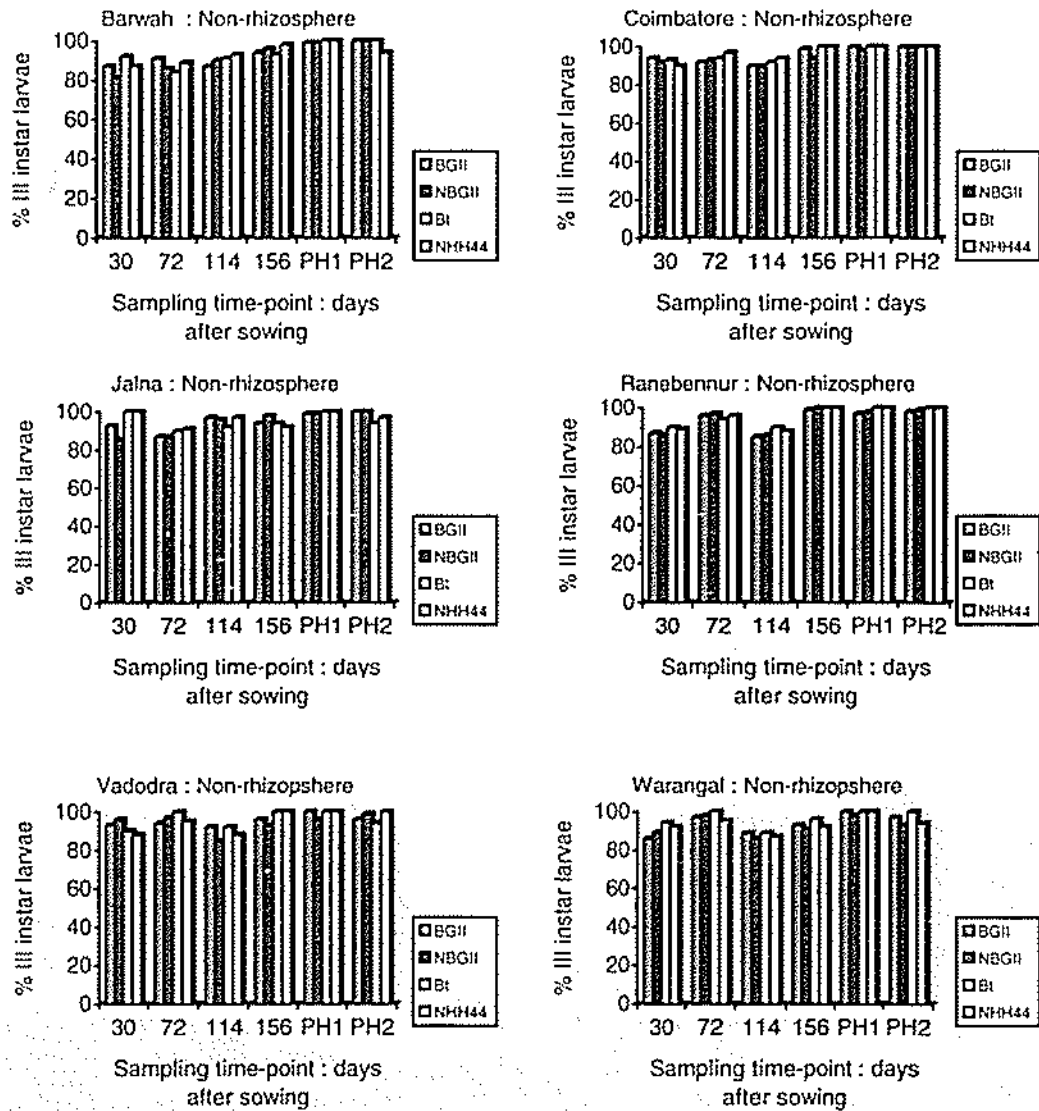 Barwah : Non-rhizosphere
100
80
60
40
20
0
% III instar larvae
30 72 114 156 PH1 PH2
Sampling time-point : days
after sowing
BGII
NBGII
Bt
NHH44
Coimbatore : Non-rhizosphere
100
80
60
40
20
0
% III instar larvae
30 72 114 156 PH1 PH2
Sampling time-point : days
after sowing
BGII
NBGII
Bt
NHH44
Jalna : Non-rhizosphere
100
80
60
40
20
0
% III instar larvae
30 72 114 156 PH1 PH2
Sampling time-point : days
after sowing
BGII
NBGII
Bt
NHH44
Ranebennur : Non-rhizosphere
100
80
60
40
20
0
% III instar larvae
30 72 114 156 PH1 PH2
Sampling time-point : days
after sowing
BGII
NBGII
Bt
NHH44
Vadodra : Non-rhizopshere
100
80
60
40
20
0
% III instar larvae
30 72 114 156 PH1 PH2
Sampling time-point : days
after sowing
BGII
NBGII
Bt
NHH44
Warangal : Non-rhizosphere
100
80
60
40
20
0
% III instar larvae
30 72 114 156 PH1 PH2
Sampling time-point : days
after sowing
BGII
NBGII
Bt
NHH44